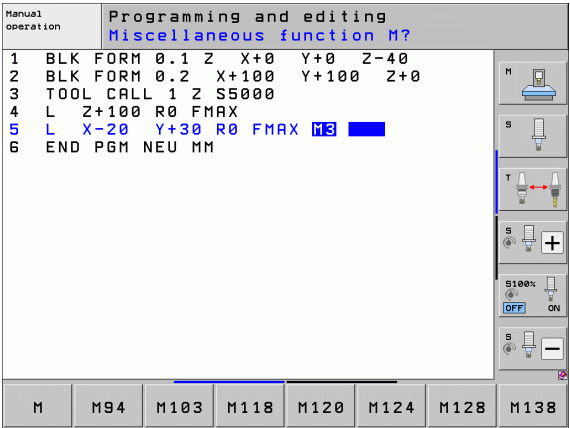 Manual
operation
Programming and editing
Miscellaneous function M?
1 BLK FORM 0.1 Z X+0 Y+0 Z-40
2 BLK FORM 0.2 X+100 Y+100 Z+0
3 TOOL CALL 1 Z S5000
4 L Z+100 R0 FMAX
5 L X-20 Y+30 R0 FMAX M3
6 END PGM NEU MM
M
S
T
S
+
S100%
OFF ON
S
-
M M94 M103 M118 M120 M124 M128 M138